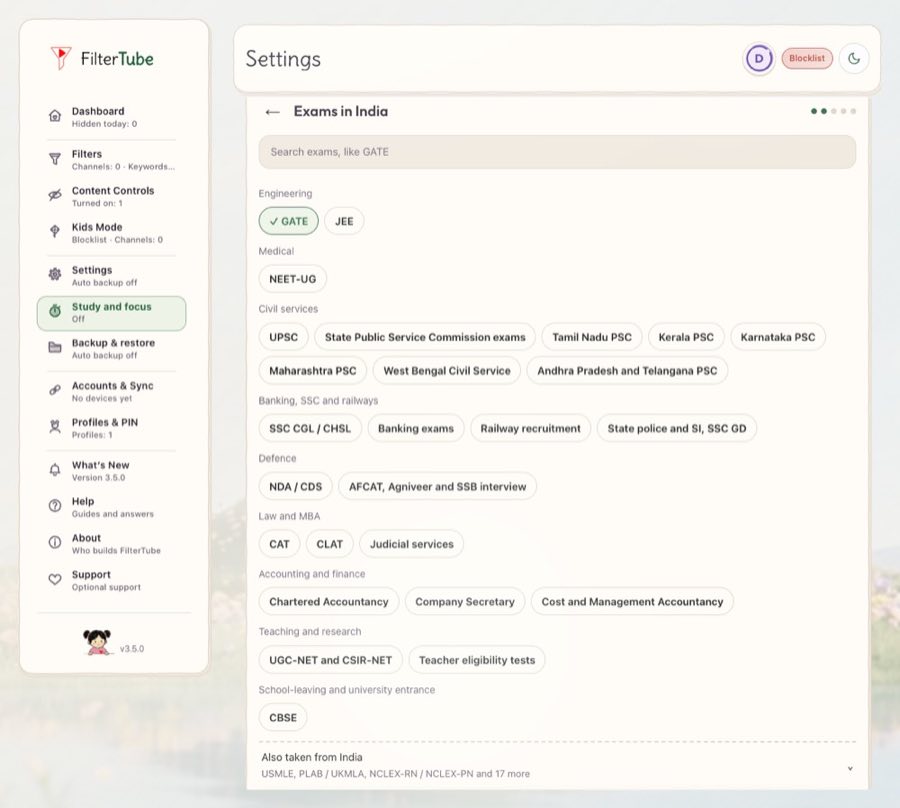 FilterTube
Dashboard
Hidden today: 0
Filters
Channels: 0 · Keywords...
Content Controls
Turned on: 1
Kids Mode
Blocklist · Channels: 0
Settings
Auto backup off
Study and focus
Off
Backup & restore
Auto backup off
Accounts & Sync
No devices yet
Profiles & PIN
Profiles: 1
What's New
Version 3.5.0
Help
Guides and answers
About
Who builds FilterTube
Support
Optional support
v3.5.0
Settings
D
Blocklist
← Exams in India
Search exams, like GATE
Engineering
✓ GATE JEE
Medical
NEET-UG
Civil services
UPSC State Public Service Commission exams Tamil Nadu PSC Kerala PSC Karnataka PSC
Maharashtra PSC West Bengal Civil Service Andhra Pradesh and Telangana PSC
Banking, SSC and railways
SSC CGL / CHSL Banking exams Railway recruitment State police and SI, SSC GD
Defence
NDA / CDS AFCAT, Agniveer and SSB interview
Law and MBA
CAT CLAT Judicial services
Accounting and finance
Chartered Accountancy Company Secretary Cost and Management Accountancy
Teaching and research
UGC-NET and CSIR-NET Teacher eligibility tests
School-leaving and university entrance
CBSE
Also taken from India
USMLE, PLAB / UKMLA, NCLEX-RN / NCLEX-PN and 17 more